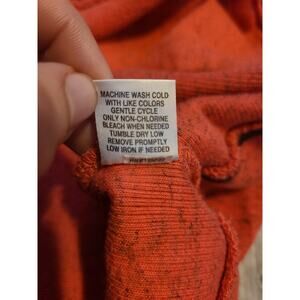 MACHINE WASH COLD
WITH LIKE COLORS
GENTLE CYCLE
ONLY NON-CHLORINE
BLEACH WHEN NEEDED
TUMBLE DRY LOW
REMOVE PROMPTLY
LOW IRON IF NEEDED